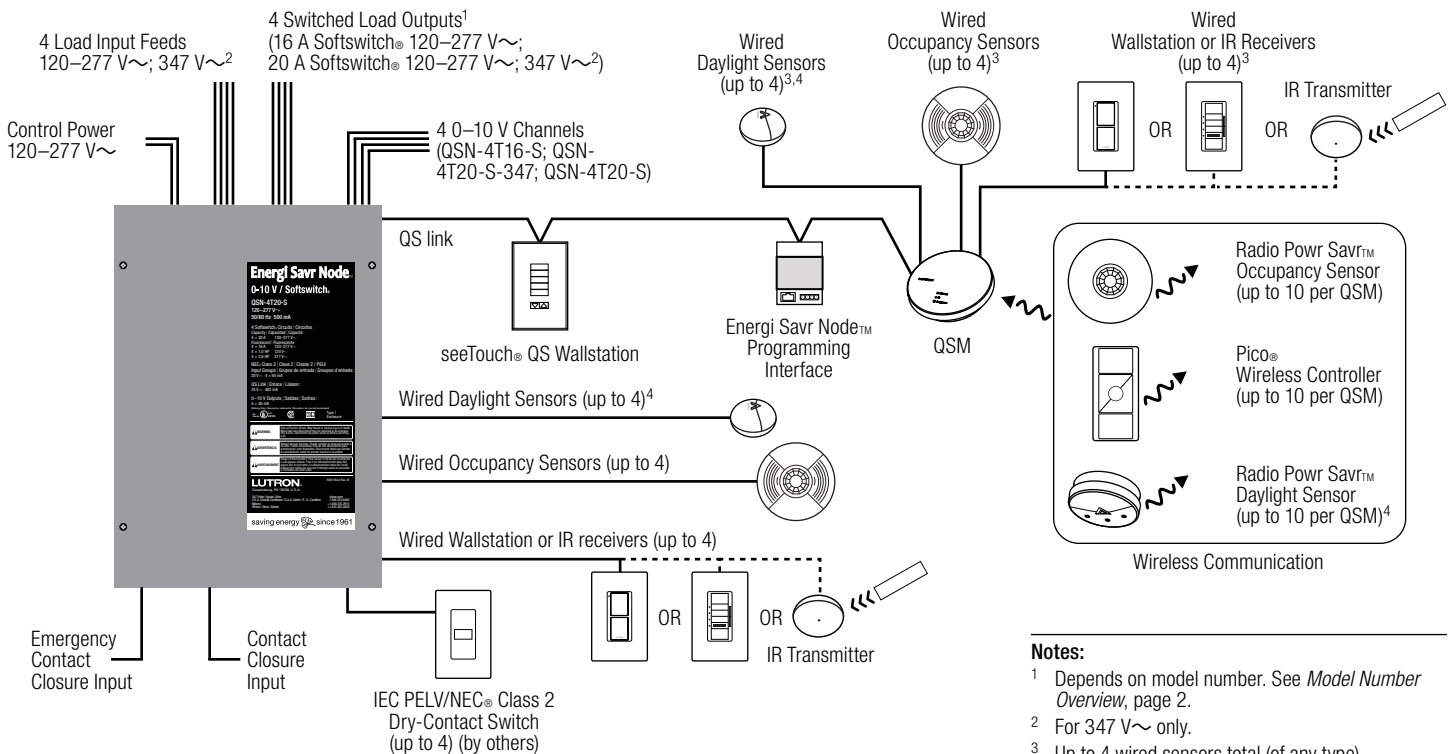 4 Load Input Feeds
120–277 V～; 347 V～2
4 Switched Load Outputs1
(16 A Softswitch® 120–277 V～;
20 A Softswitch® 120–277 V～; 347 V～2)
Control Power
120–277 V～
4 0–10 V Channels
(QSN-4T16-S; QSN-
4T20-S-347; QSN-4T20-S)
Wired
Daylight Sensors
(up to 4)3,4
Wired
Occupancy Sensors
(up to 4)3
Wired
Wallstation or IR Receivers
(up to 4)3
OR
OR
IR Transmitter
QS link
seeTouch® QS Wallstation
Energi Savr Node™
Programming
Interface
QSM
Radio Powr Savr™
Occupancy Sensor
(up to 10 per QSM)
Pico®
Wireless Controller
(up to 10 per QSM)
Radio Powr Savr™
Daylight Sensor
(up to 10 per QSM)4
Wireless Communication
Energi Savr Node
0-10 V / Softswitch®
QSN-4T20-S
120–277 V～
50/60 Hz 500 mA
LUTRON
saving energy since 1961
Wired Daylight Sensors (up to 4)4
Wired Occupancy Sensors (up to 4)
Wired Wallstation or IR receivers (up to 4)
OR
OR
IR Transmitter
Emergency
Contact
Closure Input
Contact
Closure
Input
IEC PELV/NEC® Class 2
Dry-Contact Switch
(up to 4) (by others)
Notes:
1 Depends on model number. See Model Number
Overview, page 2.
2 For 347 V～ only.
3 Up to 4 wired sensors total (of any type)